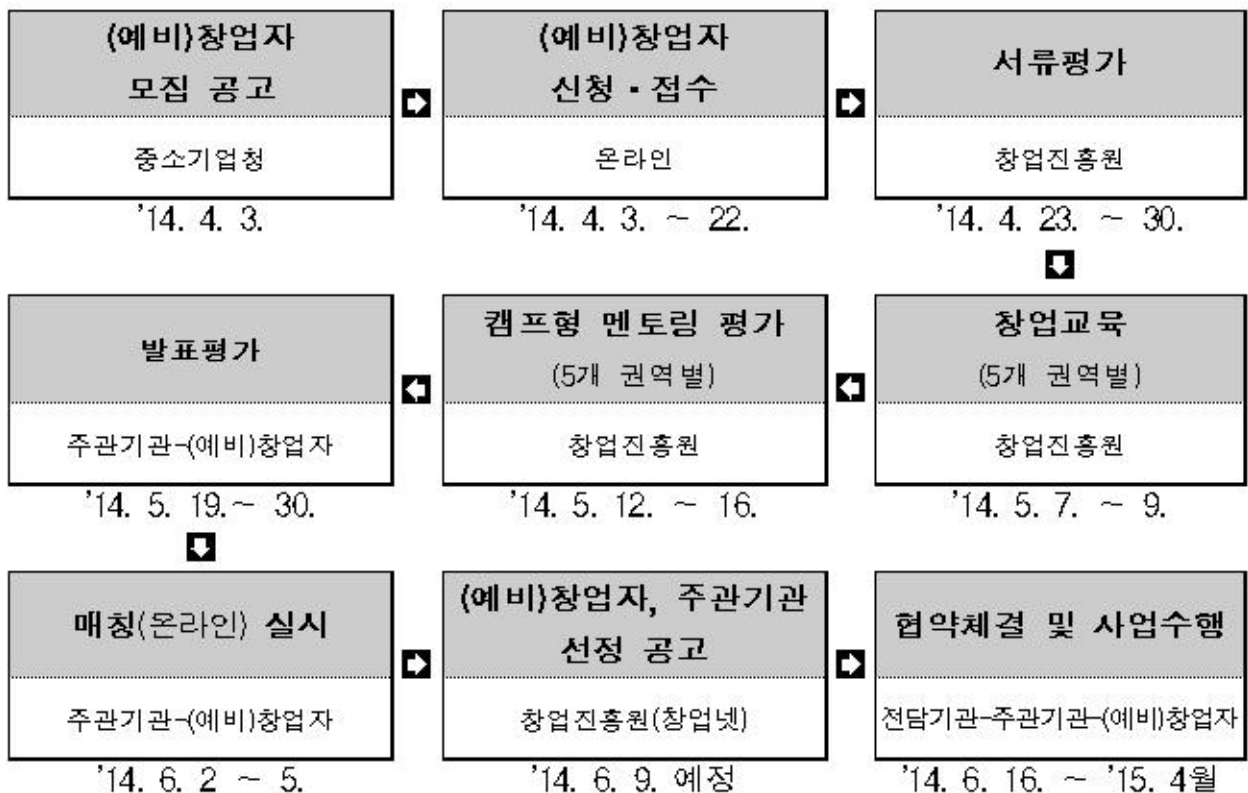 (예비)창업자
모집 공고
중소기업청
'14. 4. 3.
(예비)창업자
신청·접수
온라인
'14. 4. 3. ~ 22.
서류평가
창업진흥원
'14. 4. 23. ~ 30.
창업교육
(5개 권역별)
창업진흥원
'14. 5. 7. ~ 9.
캠프형 멘토링 평가
(5개 권역별)
창업진흥원
'14. 5. 12. ~ 16.
발표평가
주관기관-(예비)창업자
'14. 5. 19.~ 30.
매칭(온라인) 실시
주관기관-(예비)창업자
'14. 6. 2 ~ 5.
(예비)창업자, 주관기관
선정 공고
창업진흥원(창업넷)
'14. 6. 9. 예정
협약체결 및 사업수행
전담기관-주관기관-(예비)창업자
'14. 6. 16. ~ '15. 4월